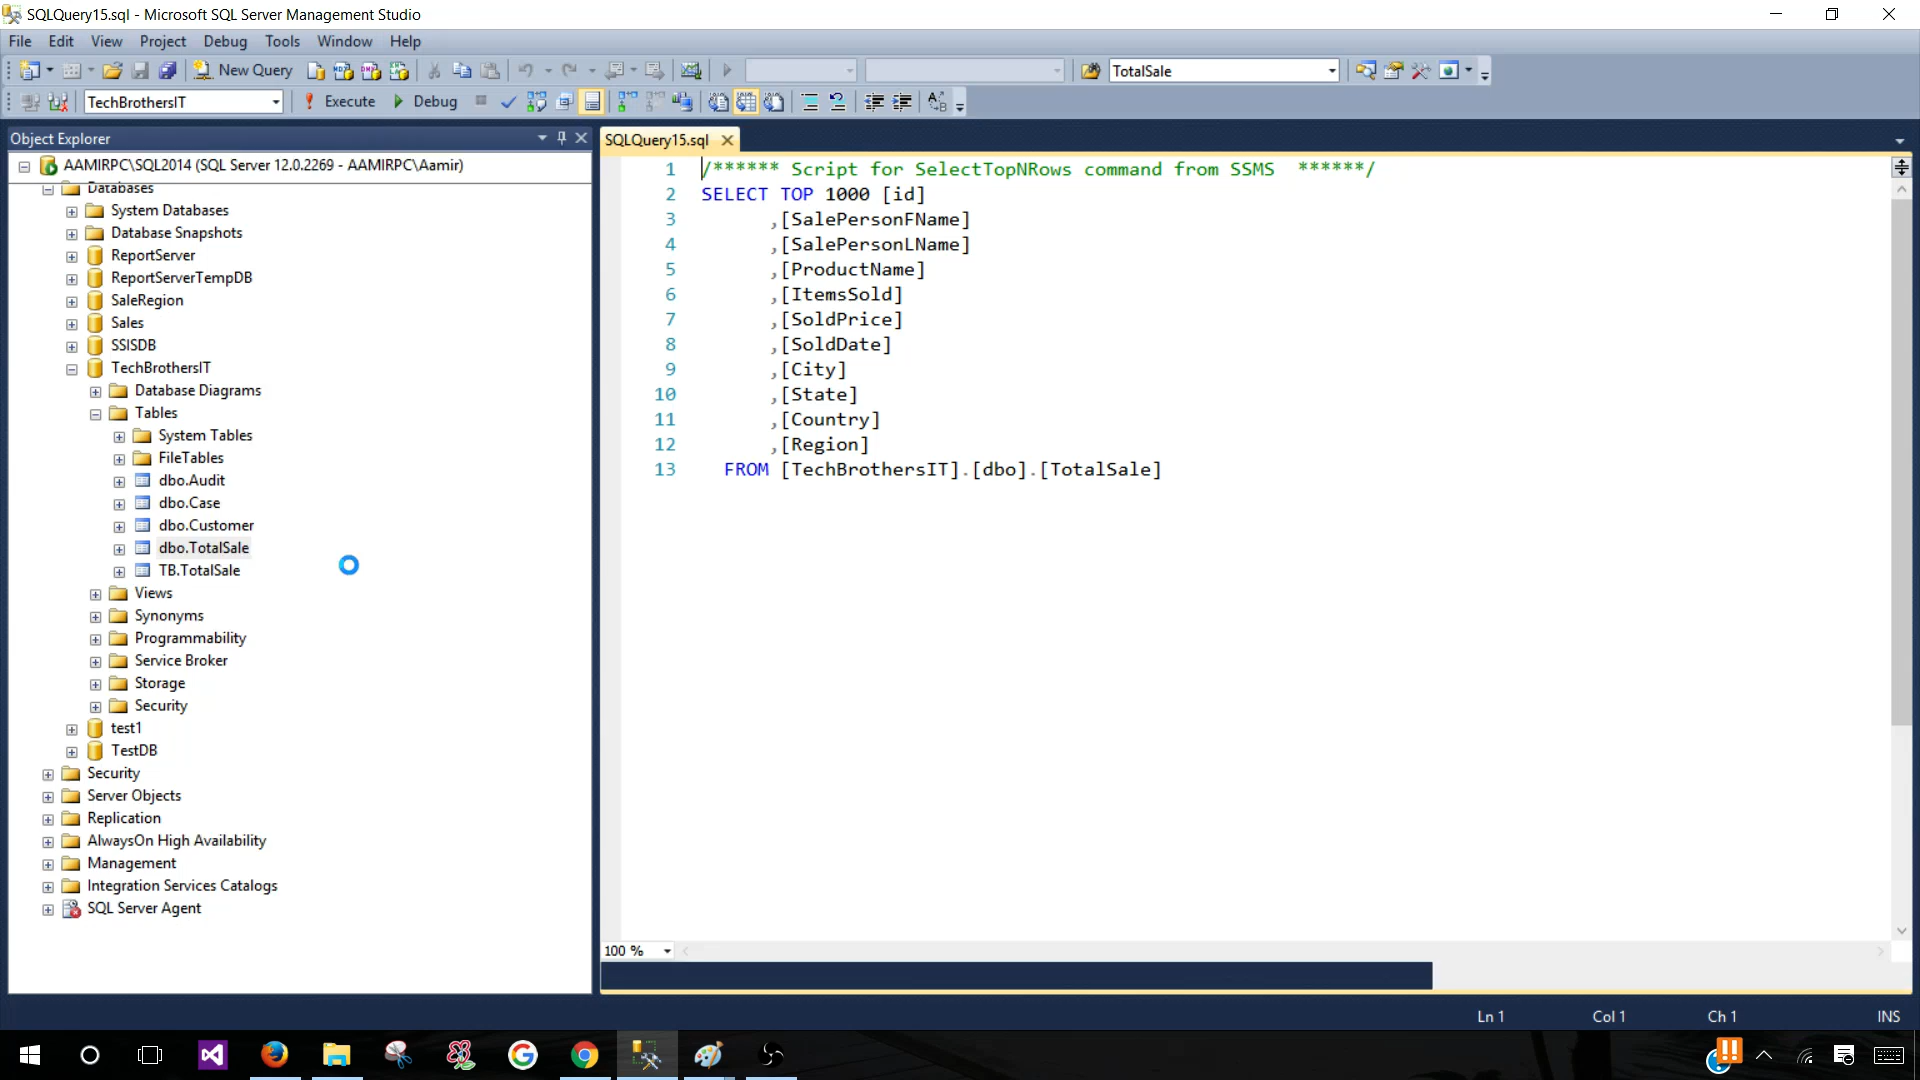 SQLQuery15.sql - Microsoft SQL Server Management Studio
File Edit View Project Debug Tools Window Help
New Query
TotalSale
TechBrothersIT
Execute
Debug
Object Explorer
AAMIRPC\SQL2014 (SQL Server 12.0.2269 - AAMIRPC\Aamir)
Databases
System Databases
Database Snapshots
ReportServer
ReportServerTempDB
SaleRegion
Sales
SSISDB
TechBrothersIT
Database Diagrams
Tables
System Tables
FileTables
dbo.Audit
dbo.Case
dbo.Customer
dbo.TotalSale
TB.TotalSale
Views
Synonyms
Programmability
Service Broker
Storage
Security
test1
TestDB
Security
Server Objects
Replication
AlwaysOn High Availability
Management
Integration Services Catalogs
SQL Server Agent
SQLQuery15.sql
1 /****** Script for SelectTopNRows command from SSMS ******/
2 SELECT TOP 1000 [id]
3 ,[SalePersonFName]
4 ,[SalePersonLName]
5 ,[ProductName]
6 ,[ItemsSold]
7 ,[SoldPrice]
8 ,[SoldDate]
9 ,[City]
10 ,[State]
11 ,[Country]
12 ,[Region]
13 FROM [TechBrothersIT].[dbo].[TotalSale]
100 %
Ln 1 Col 1 Ch 1 INS